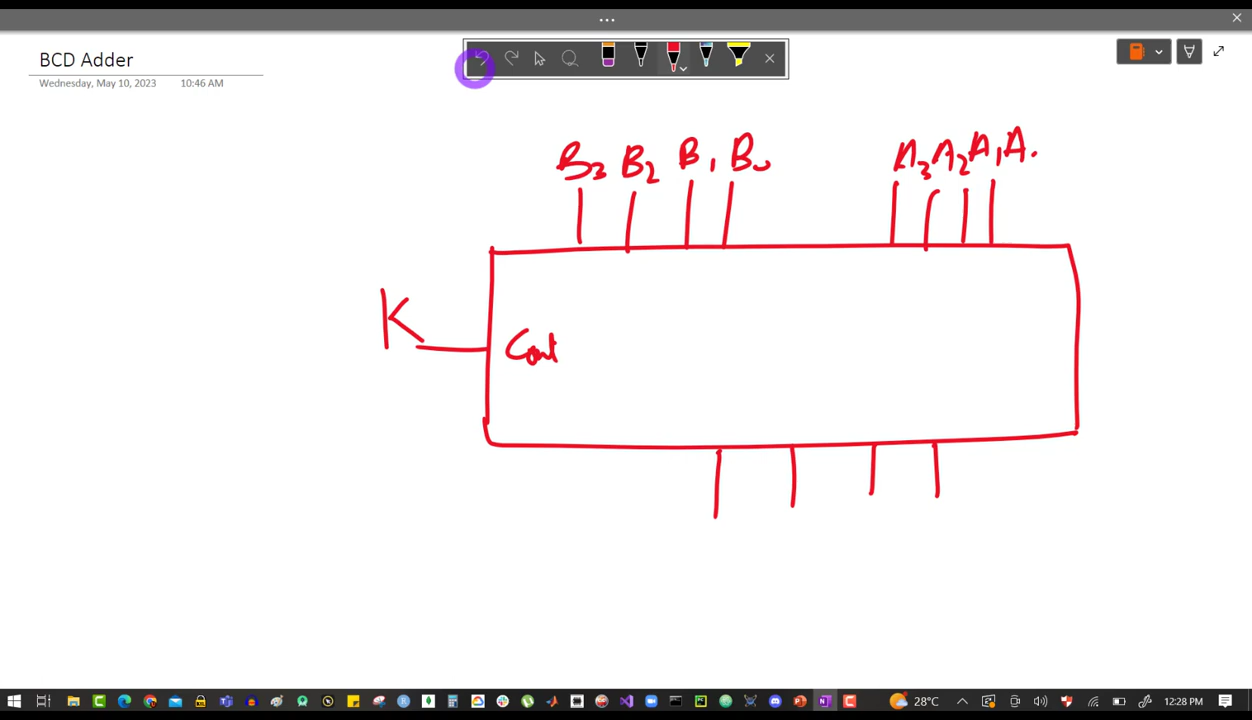 BCD Adder
Wednesday, May 10, 2023 10:46 AM
B3 B2 B1 B0 A3 A2 A1 A0
K
Cout
28°C
12:28 PM